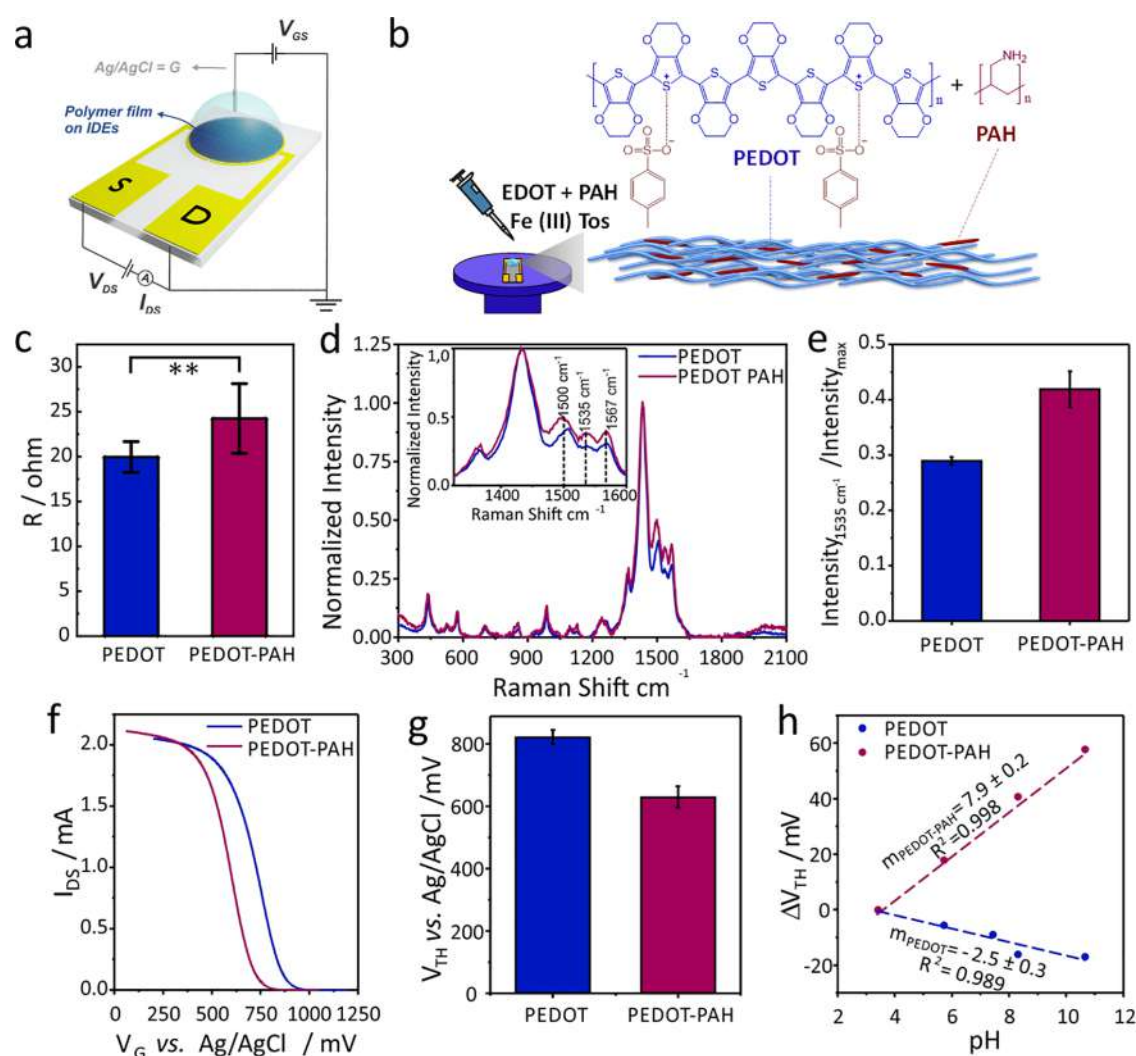 a
V_GS
Ag/AgCl = G
Polymer film
on IDEs
S
D
V_DS
A
I_DS
b
S
+
S
S
S
+
S
S
S
O
O
n
+
NH₂
n
PAH
PEDOT
O=S-O⁻
O
O=S-O⁻
O
EDOT + PAH
Fe (III) Tos
c
R / ohm
30
25
20
15
10
5
0
**
PEDOT
PEDOT-PAH
d
Normalized Intensity
1.25
1.00
0.75
0.50
0.25
0.00
300
600
900
1200
1500
1800
2100
Raman Shift cm⁻¹
PEDOT
PEDOT PAH
Normalized Intensity
1,0
0.5
0.0
1400
1500
1600
Raman Shift cm⁻¹
1500 cm⁻¹
1535 cm⁻¹
1567 cm⁻¹
e
Intensity_1535 cm⁻¹ /Intensity_max
0.5
0.4
0.3
0.2
0.1
0.0
PEDOT
PEDOT-PAH
f
I_DS / mA
2.0
1.5
1.0
0.5
0.0
PEDOT
PEDOT-PAH
250
500
750
1000
1250
V_G vs. Ag/AgCl / mV
g
V_TH vs. Ag/AgCl /mV
800
600
400
200
0
PEDOT
PEDOT-PAH
h
ΔV_TH / mV
60
40
20
0
-20
PEDOT
PEDOT-PAH
m_PEDOT-PAH= 7.9 ± 0.2
R²=0.998
m_PEDOT= - 2.5 ± 0.3
R²= 0.989
2
4
6
8
10
12
pH